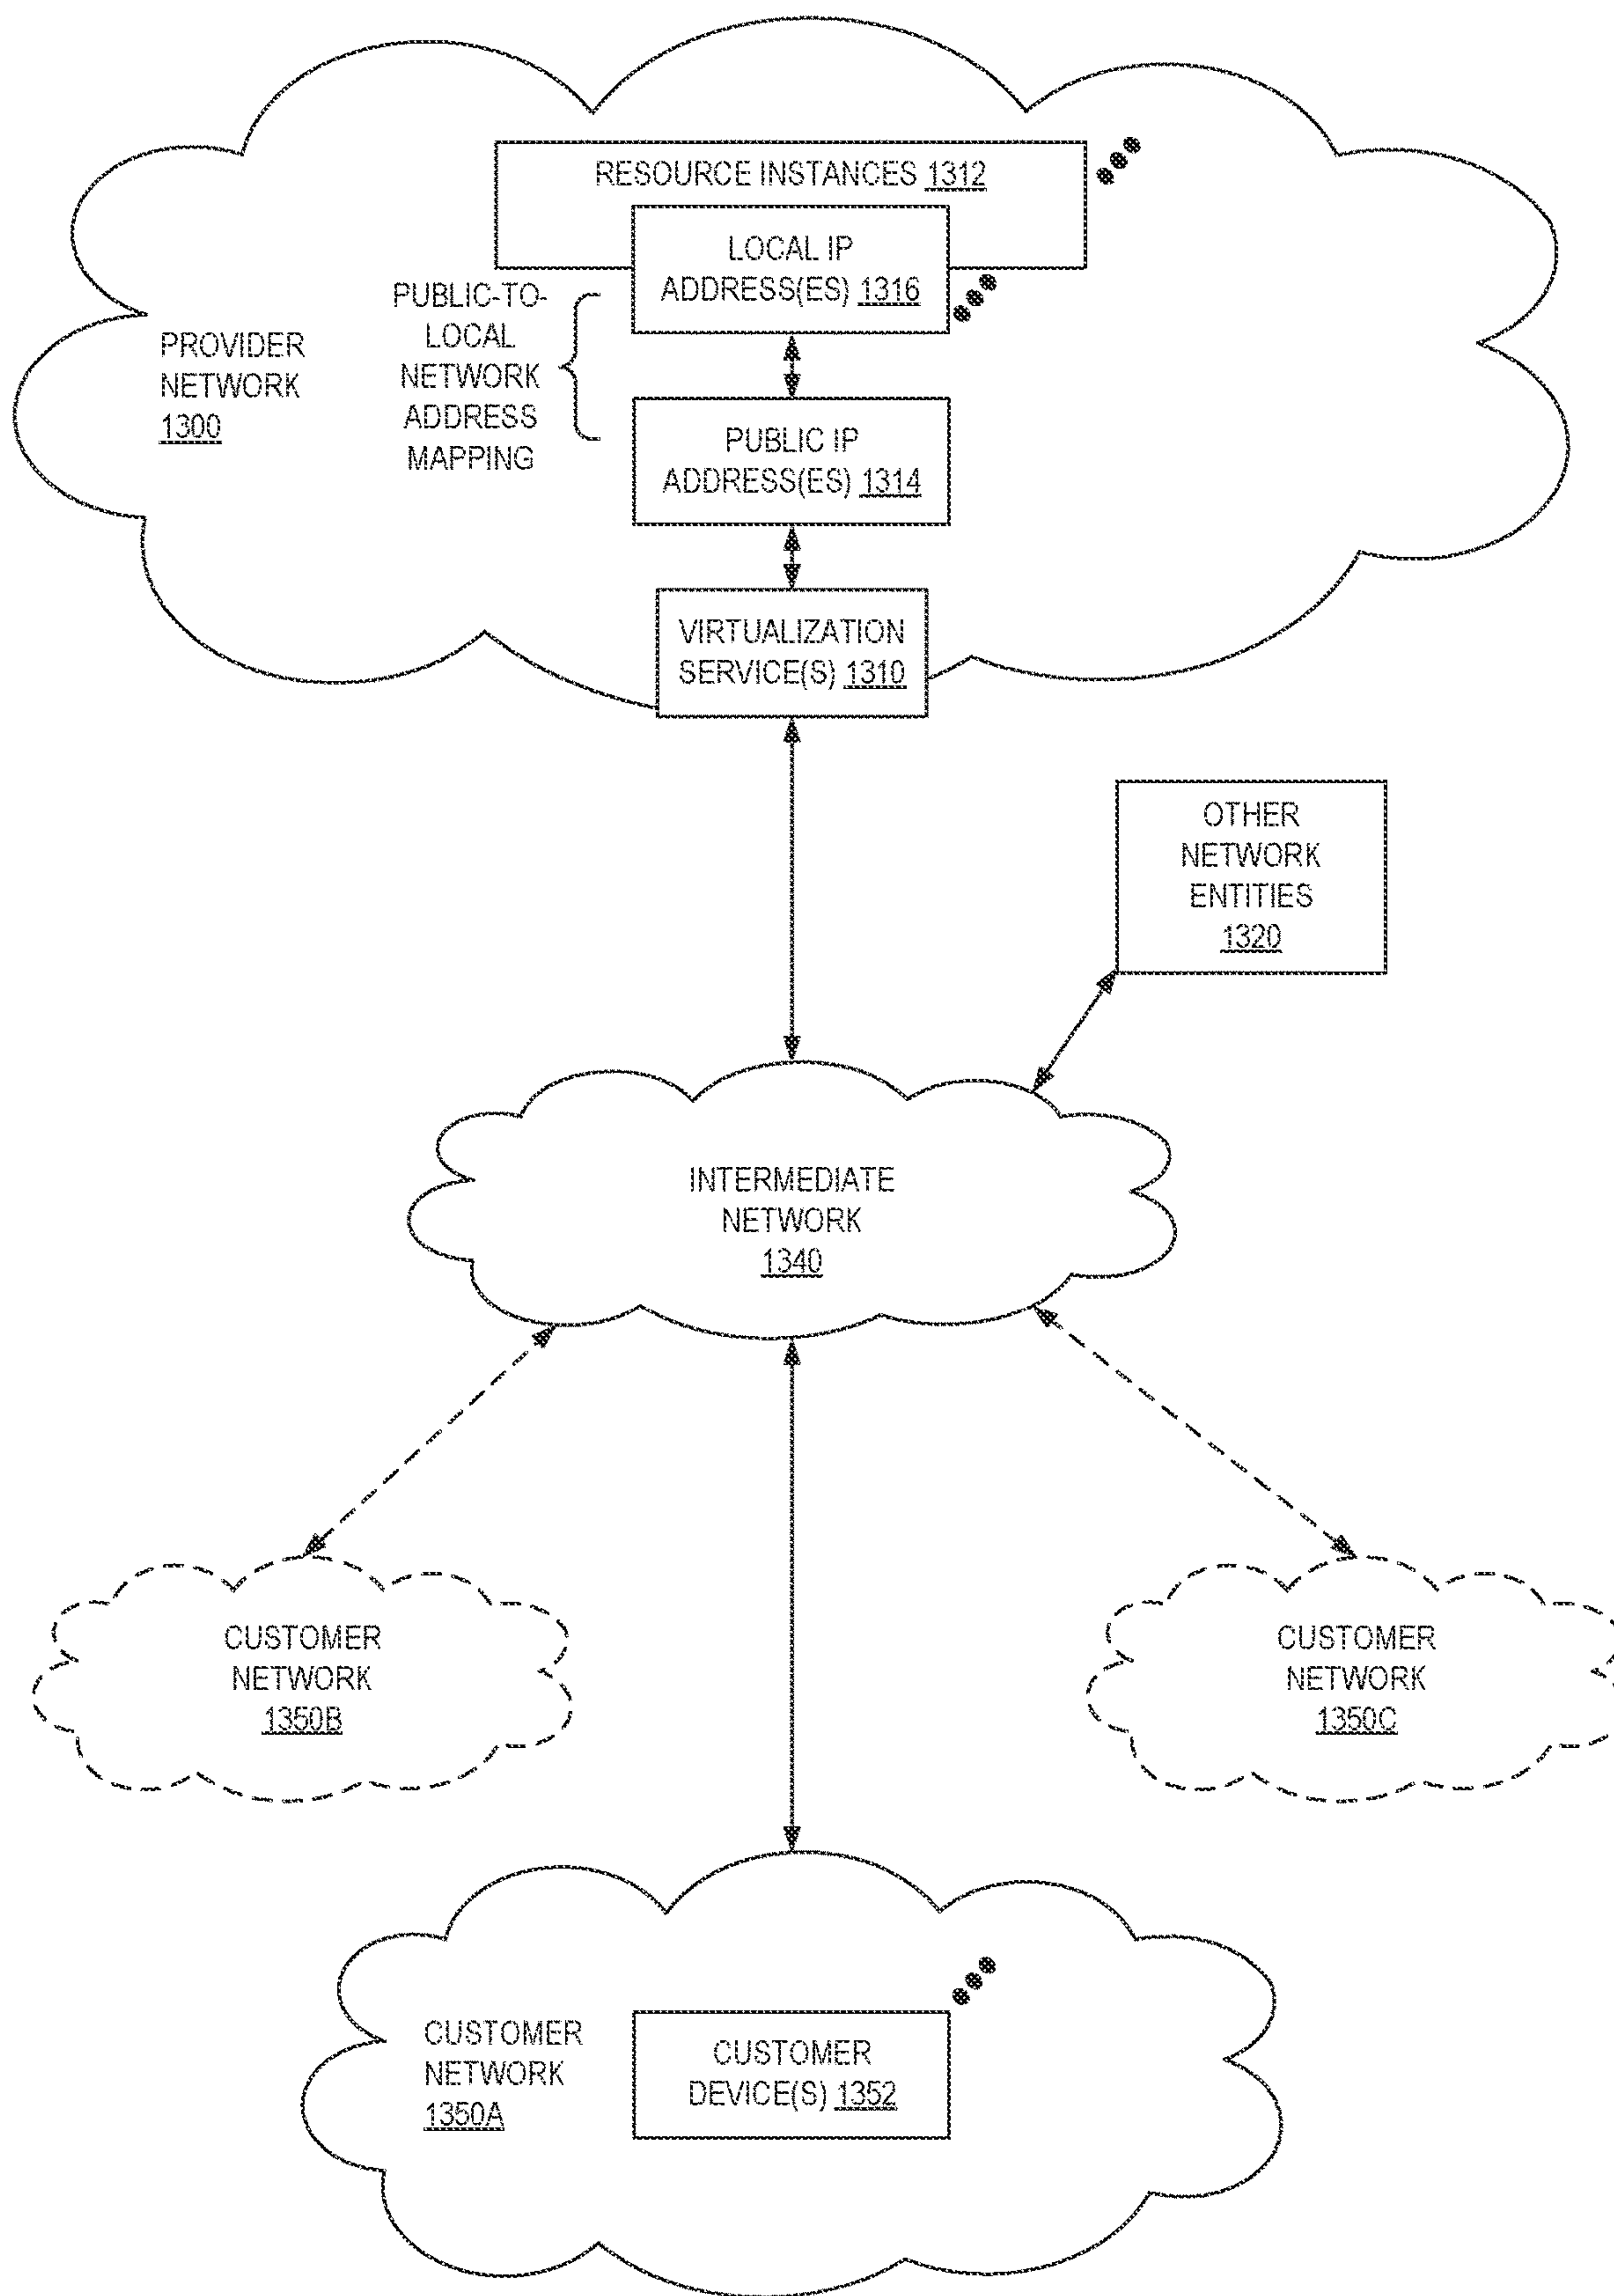 RESOURCE INSTANCES 1312
LOCAL IP
ADDRESS(ES) 1316
PUBLIC-TO-
LOCAL
NETWORK
ADDRESS
MAPPING
PROVIDER
NETWORK
1300
PUBLIC IP
ADDRESS(ES) 1314
VIRTUALIZATION
SERVICE(S) 1310
OTHER
NETWORK
ENTITIES
1320
INTERMEDIATE
NETWORK
1340
CUSTOMER
NETWORK
1350B
CUSTOMER
NETWORK
1350C
CUSTOMER
NETWORK
1350A
CUSTOMER
DEVICE(S) 1352